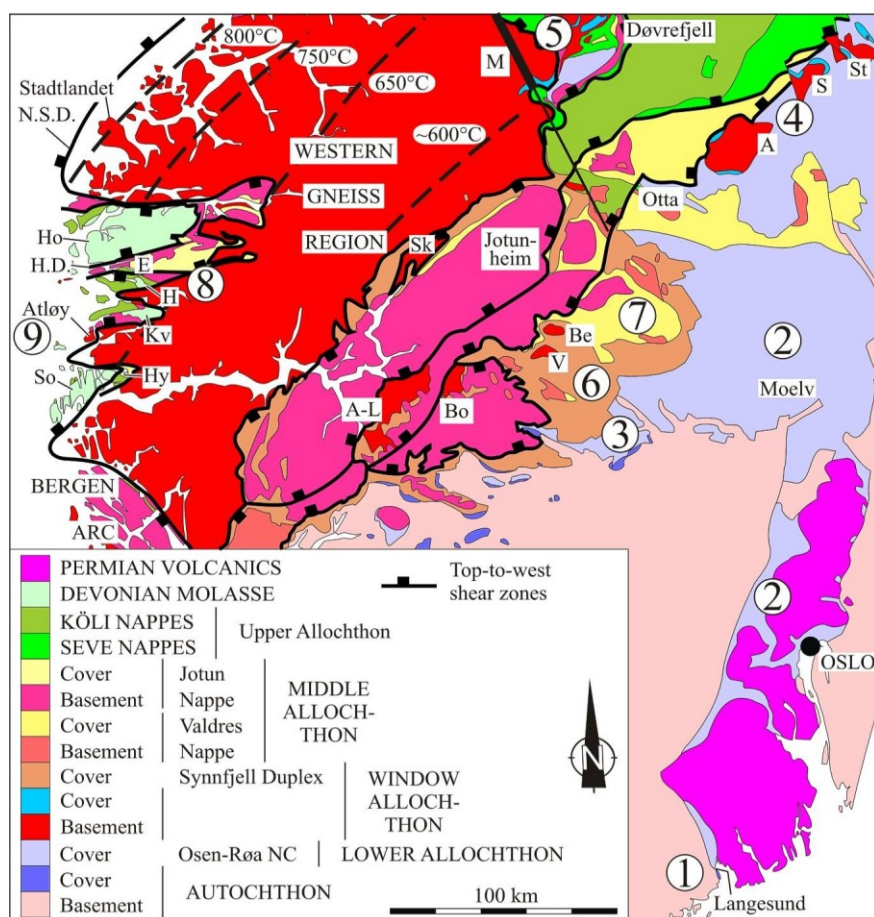 800°C
750°C
650°C
~600°C
Stadtlandet
N.S.D.
M
5
Døvrefjell
St
S
4
A
WESTERN
GNEISS
REGION
Otta
Ho
H.D.
E
8
H
Sk
Jotun-
heim
Atløy
9
Kv
So
Hy
Be
V
7
2
Moelv
6
3
A-L
Bo
BERGEN
ARC
PERMIAN VOLCANICS
DEVONIAN MOLASSE
KÖLI NAPPES
SEVE NAPPES
Upper Allochthon
Cover Jotun
Basement Nappe
Cover Valdres
Basement Nappe
MIDDLE
ALLOCH-
THON
Cover Synnfjell Duplex
Cover
Basement
WINDOW
ALLOCH-
THON
Cover Osen-Røa NC LOWER ALLOCHTHON
Cover
Basement
AUTOCHTHON
Top-to-west
shear zones
N
100 km
2
OSLO
1
Langesund